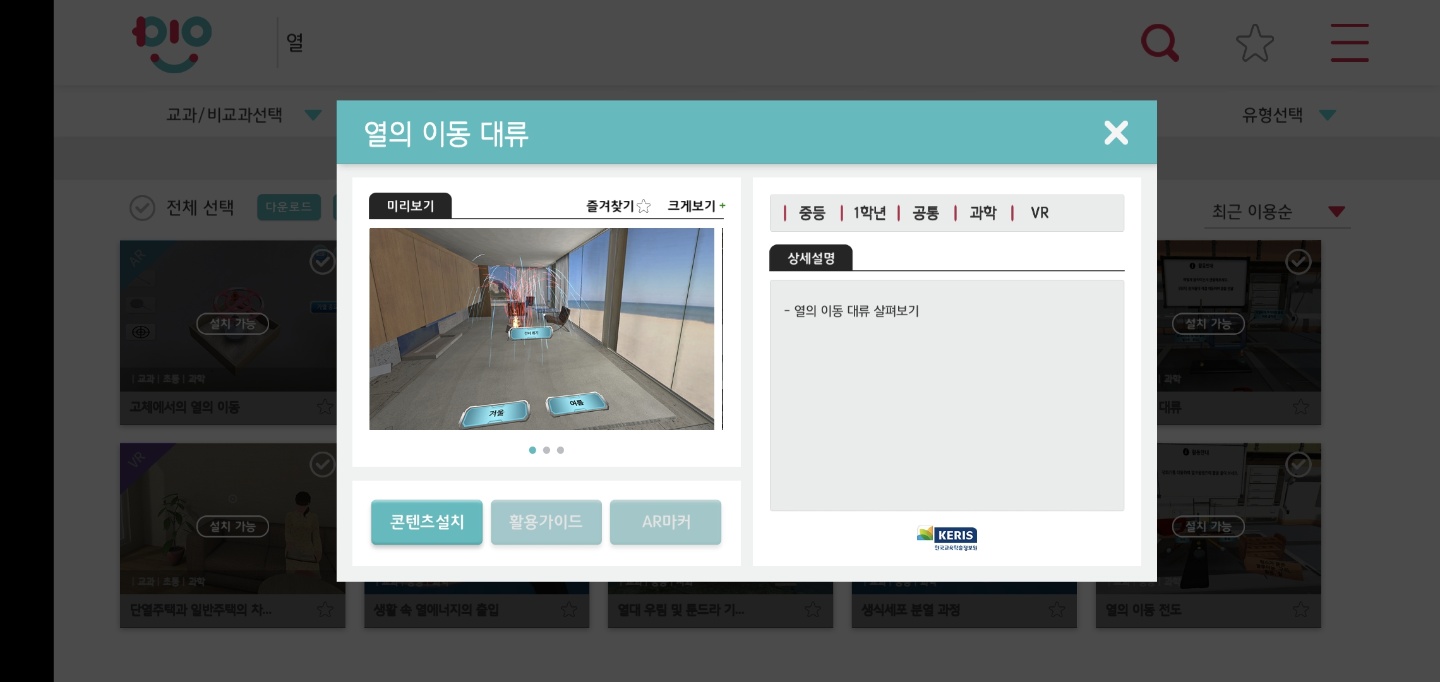 열
교과/비교과선택
유형선택
전체 선택
다운로드
최근 이용순
열의 이동 대류
미리보기
즐겨찾기
크게보기 +
겨울
여름
콘텐츠설치
활용가이드
AR마커
| 중등 | 1학년 | 공통 | 과학 | VR
상세설명
- 열의 이동 대류 살펴보기
KERIS
한국교육학술정보원
AR
설치 가능
| 교과 | 초등 | 과학
고체에서의 열의 이동
설치 가능
과학
대류
VR
설치 가능
| 교과 | 초등 | 과학
단열주택과 일반주택의 차...
생활 속 열에너지의 출입
열대 우림 및 툰드라 기...
생식세포 분열 과정
설치 가능
열의 이동 전도